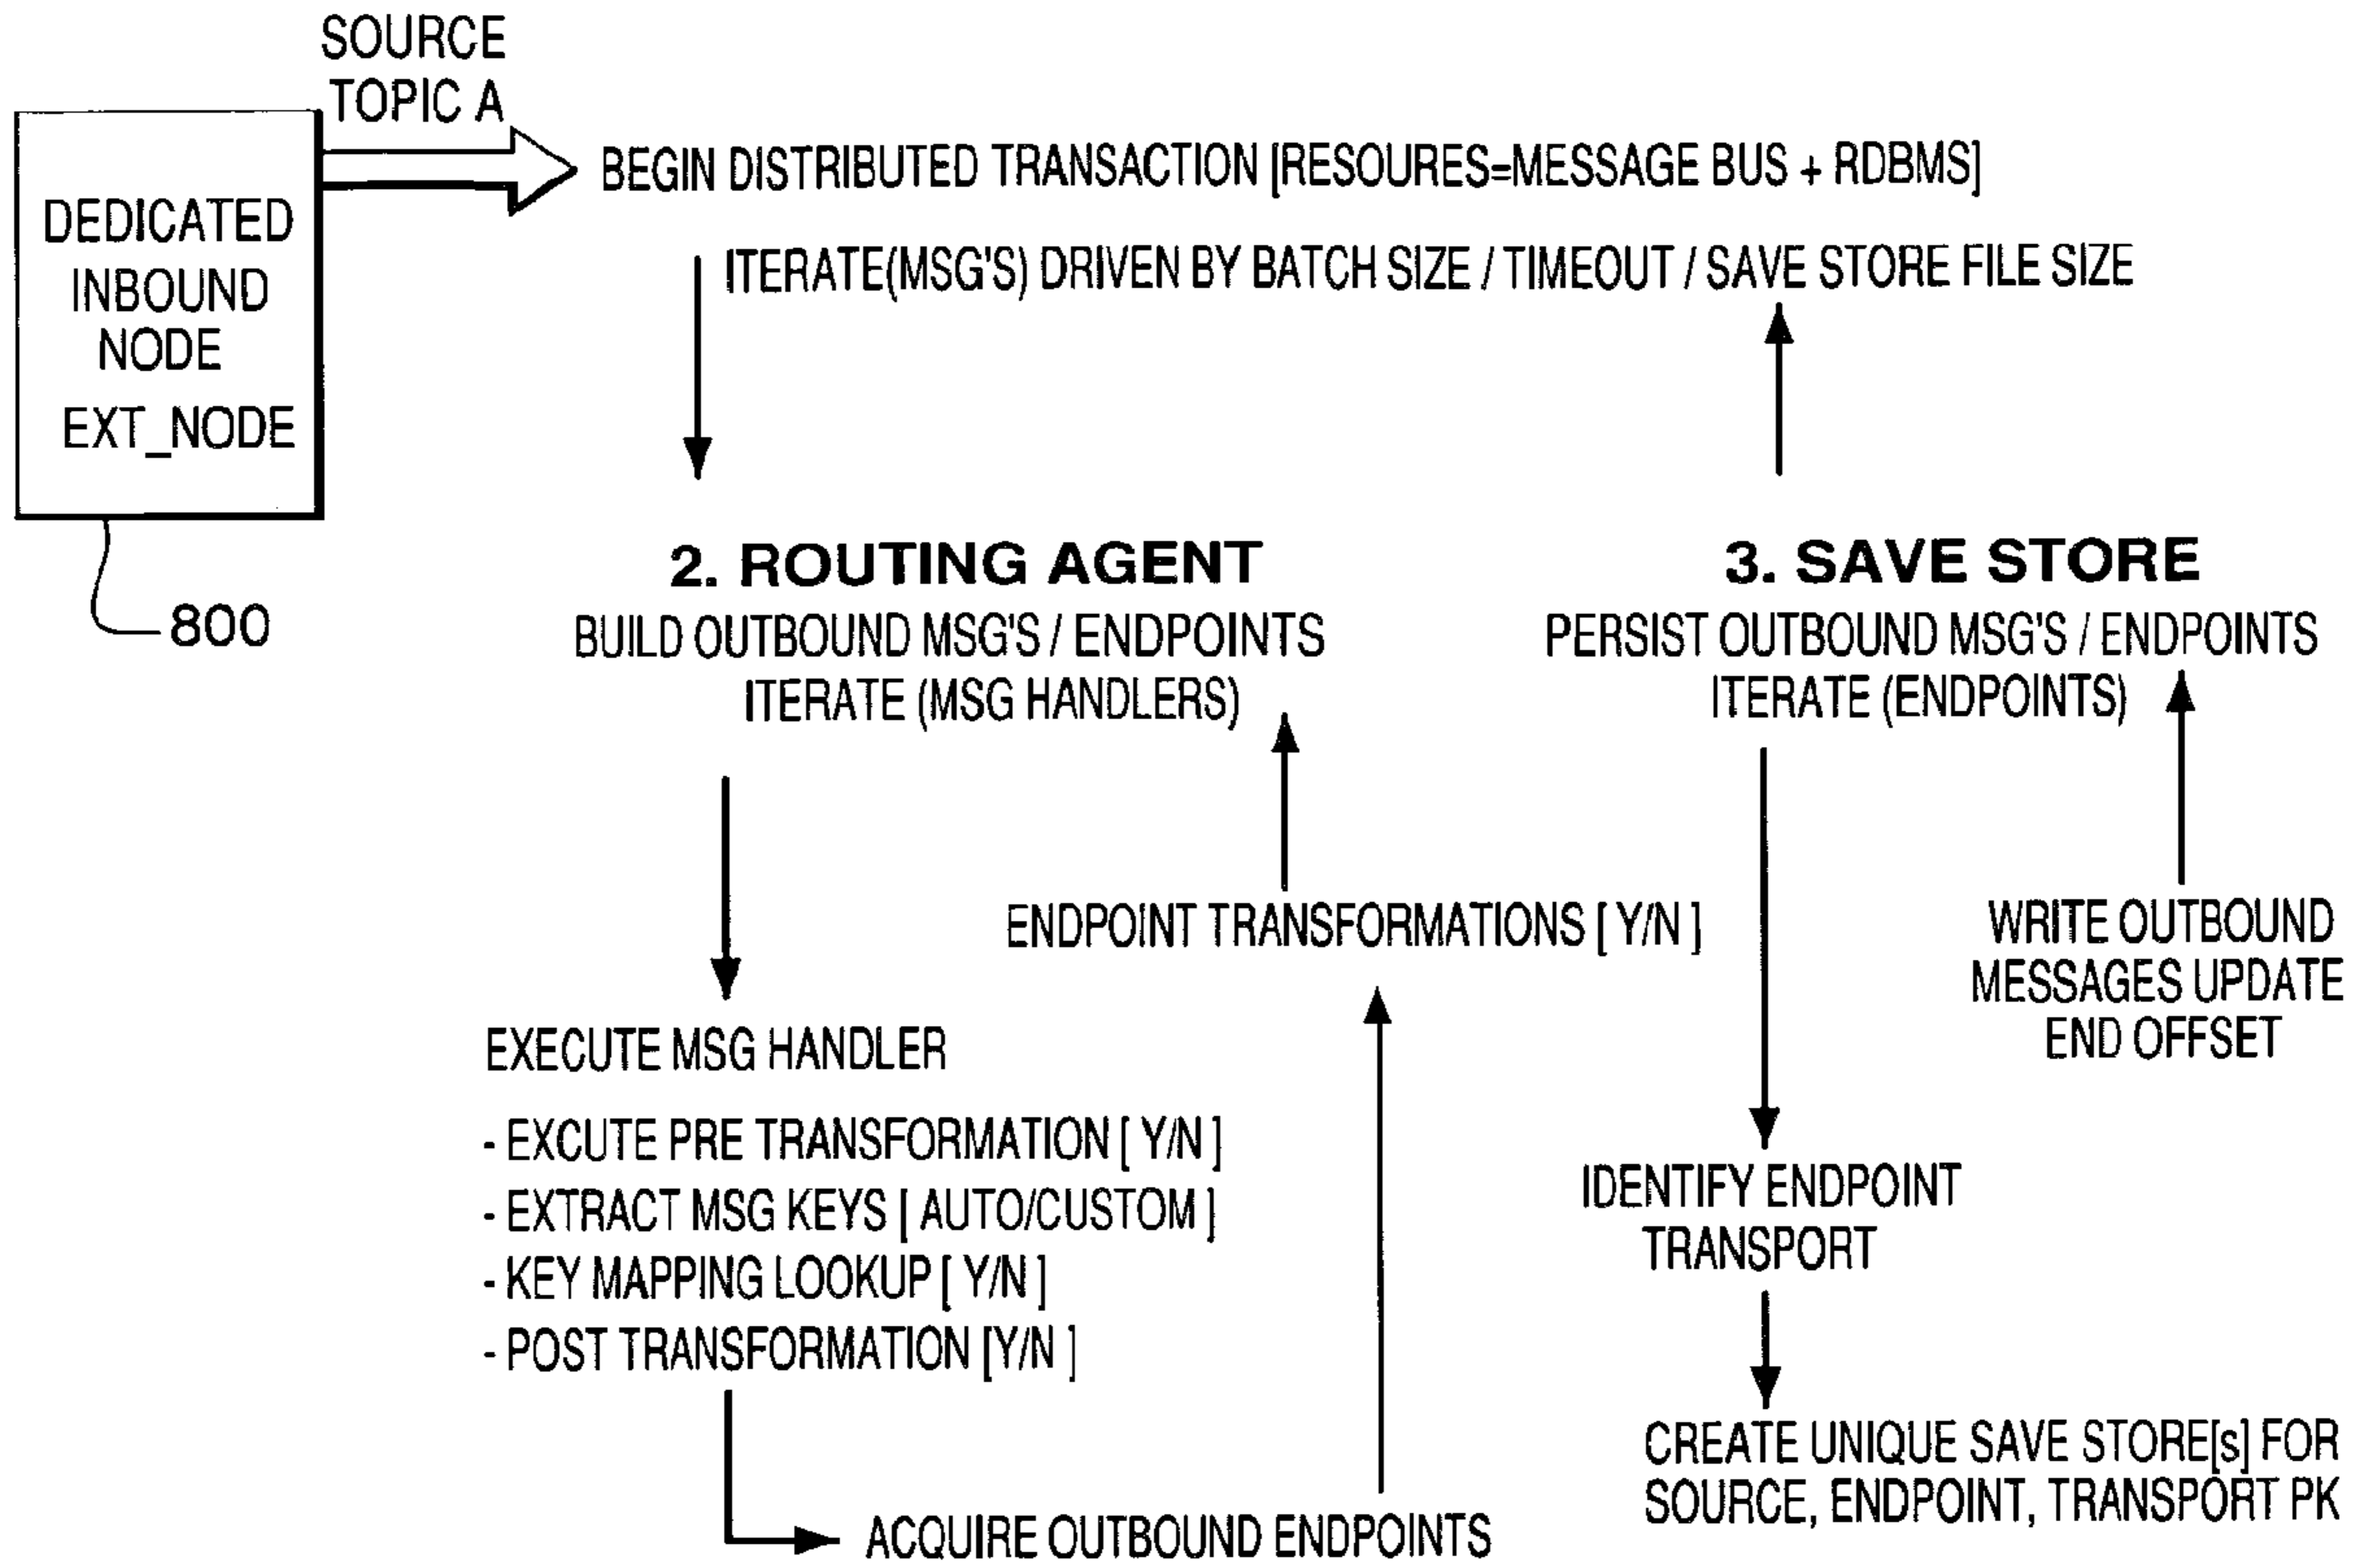 SOURCE
TOPIC A
DEDICATED
INBOUND
NODE
EXT_NODE
800
BEGIN DISTRIBUTED TRANSACTION [RESOURES=MESSAGE BUS + RDBMS]
ITERATE(MSG'S) DRIVEN BY BATCH SIZE / TIMEOUT / SAVE STORE FILE SIZE
2. ROUTING AGENT
BUILD OUTBOUND MSG'S / ENDPOINTS
ITERATE (MSG HANDLERS)
EXECUTE MSG HANDLER
- EXCUTE PRE TRANSFORMATION [ Y/N ]
- EXTRACT MSG KEYS [ AUTO/CUSTOM ]
- KEY MAPPING LOOKUP [ Y/N ]
- POST TRANSFORMATION [Y/N ]
ACQUIRE OUTBOUND ENDPOINTS
ENDPOINT TRANSFORMATIONS [ Y/N ]
3. SAVE STORE
PERSIST OUTBOUND MSG'S / ENDPOINTS
ITERATE (ENDPOINTS)
IDENTIFY ENDPOINT
TRANSPORT
CREATE UNIQUE SAVE STORE[s] FOR
SOURCE, ENDPOINT, TRANSPORT PK
WRITE OUTBOUND
MESSAGES UPDATE
END OFFSET